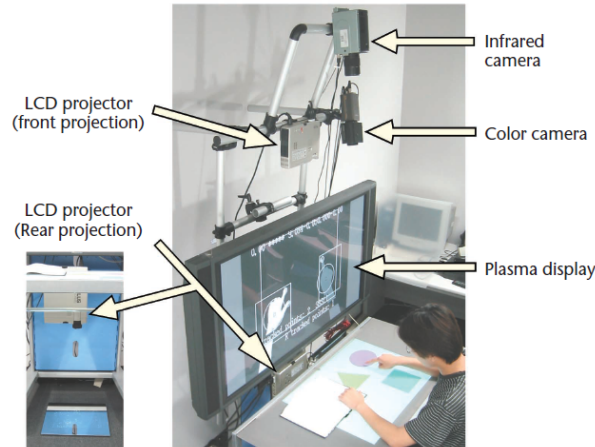 Infrared
camera
LCD projector
(front projection)
Color camera
LCD projector
(Rear projection)
Plasma display